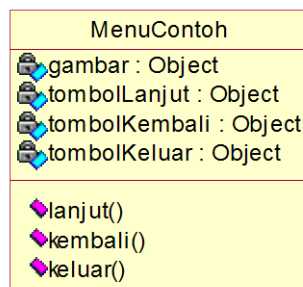 MenuContoh
gambar : Object
tombolLanjut : Object
tombolKembali : Object
tombolKeluar : Object
lanjut()
kembali()
keluar()